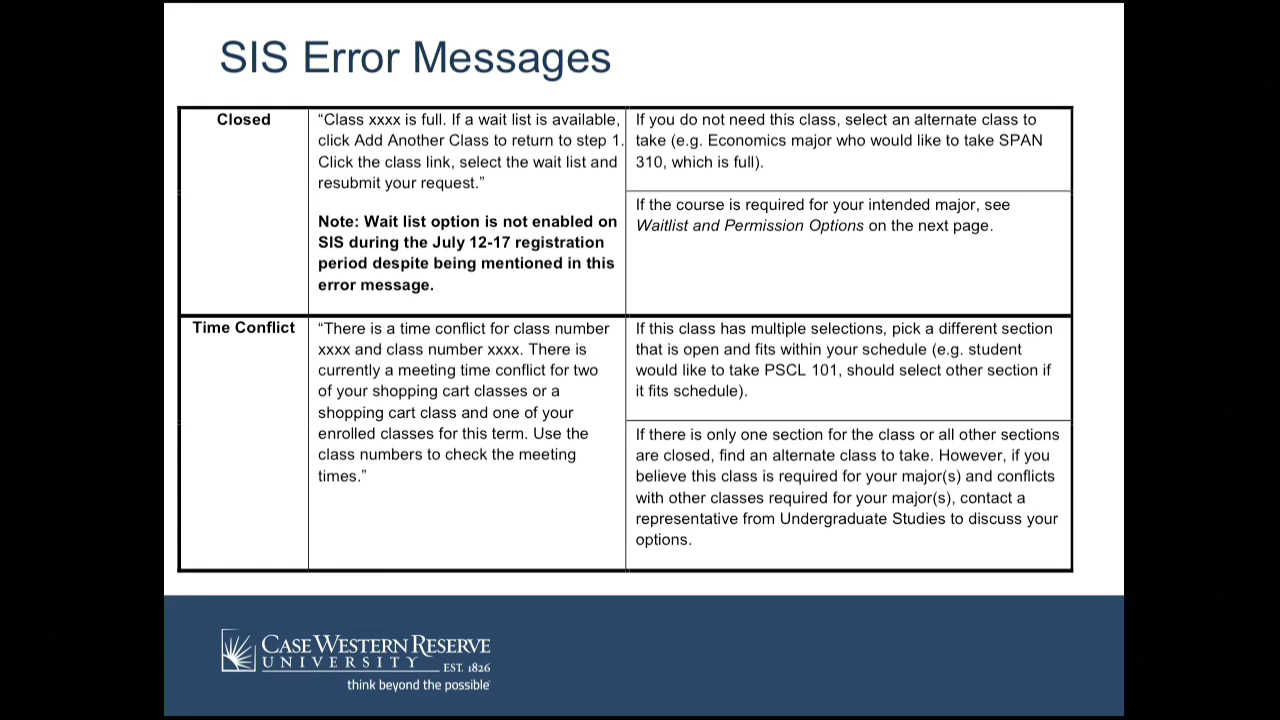 SIS Error Messages
Closed
“Class xxxx is full. If a wait list is available,
click Add Another Class to return to step 1.
Click the class link, select the wait list and
resubmit your request.”
Note: Wait list option is not enabled on
SIS during the July 12-17 registration
period despite being mentioned in this
error message.
If you do not need this class, select an alternate class to
take (e.g. Economics major who would like to take SPAN
310, which is full).
If the course is required for your intended major, see
Waitlist and Permission Options on the next page.
Time Conflict
“There is a time conflict for class number
xxxx and class number xxxx. There is
currently a meeting time conflict for two
of your shopping cart classes or a
shopping cart class and one of your
enrolled classes for this term. Use the
class numbers to check the meeting
times.”
If this class has multiple selections, pick a different section
that is open and fits within your schedule (e.g. student
would like to take PSCL 101, should select other section if
it fits schedule).
If there is only one section for the class or all other sections
are closed, find an alternate class to take. However, if you
believe this class is required for your major(s) and conflicts
with other classes required for your major(s), contact a
representative from Undergraduate Studies to discuss your
options.
CASE WESTERN RESERVE
UNIVERSITY EST. 1826
think beyond the possible